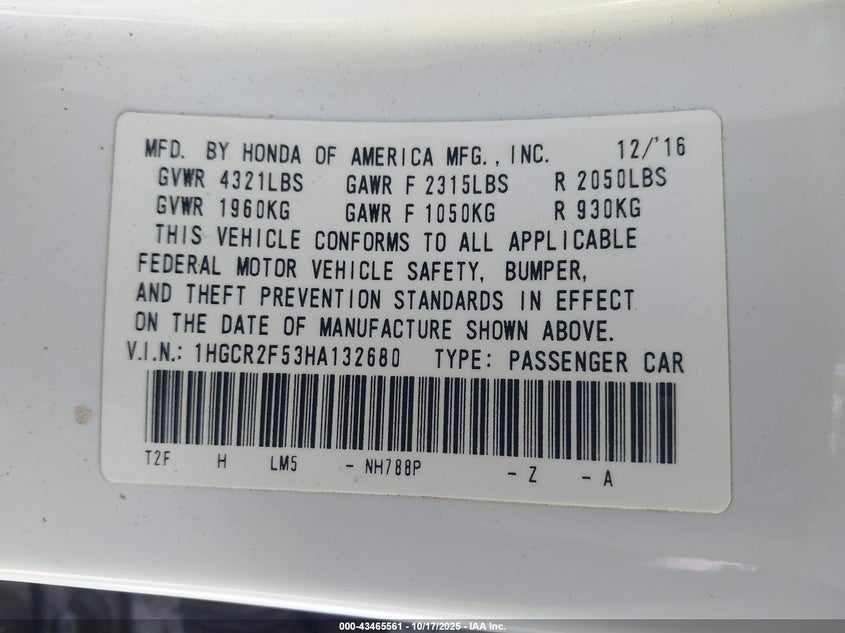 MFD. BY HONDA OF AMERICA MFG., INC. 12/'16
GVWR 4321LBS GAWR F 2315LBS R 2050LBS
GVWR 1960KG GAWR F 1050KG R 930KG
THIS VEHICLE CONFORMS TO ALL APPLICABLE
FEDERAL MOTOR VEHICLE SAFETY, BUMPER,
AND THEFT PREVENTION STANDARDS IN EFFECT
ON THE DATE OF MANUFACTURE SHOWN ABOVE.
V.I.N.: 1HGCR2F53HA132680 TYPE: PASSENGER CAR
T2F H LM5 - NH788P - Z - A
000-43465561 | 10/17/2025 - IAA Inc.